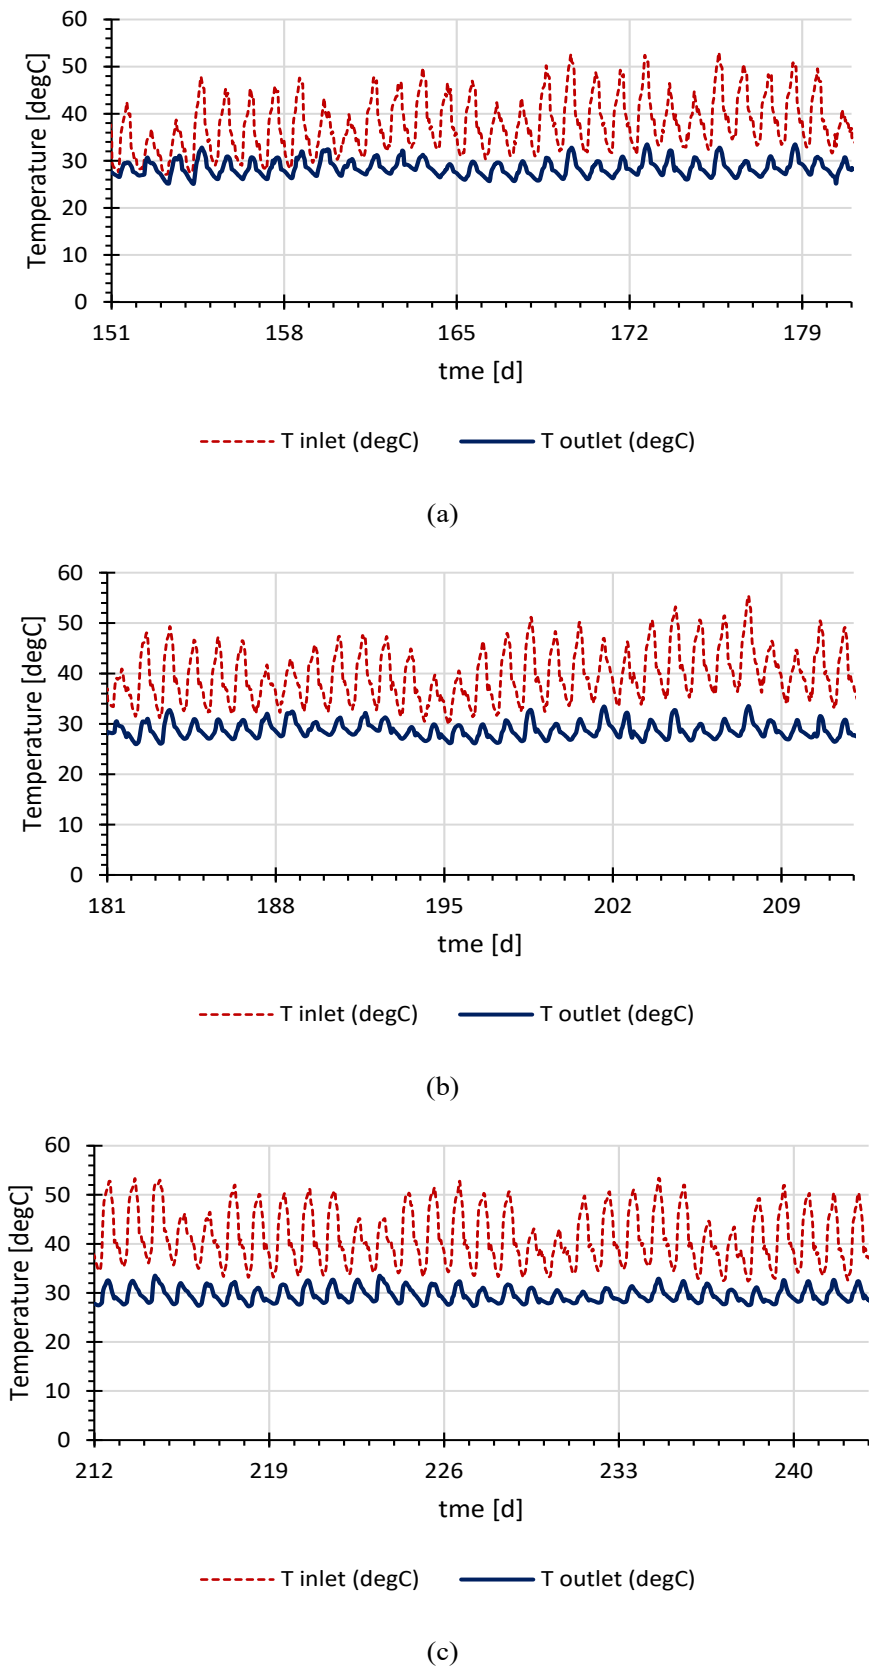 Temperature [degC]
60
50
40
30
20
10
0
151 158 165 172 179
tme [d]
T inlet (degC) T outlet (degC)
(a)
Temperature [degC]
60
50
40
30
20
10
0
181 188 195 202 209
tme [d]
T inlet (degC) T outlet (degC)
(b)
Temperature [degC]
60
50
40
30
20
10
0
212 219 226 233 240
tme [d]
T inlet (degC) T outlet (degC)
(c)